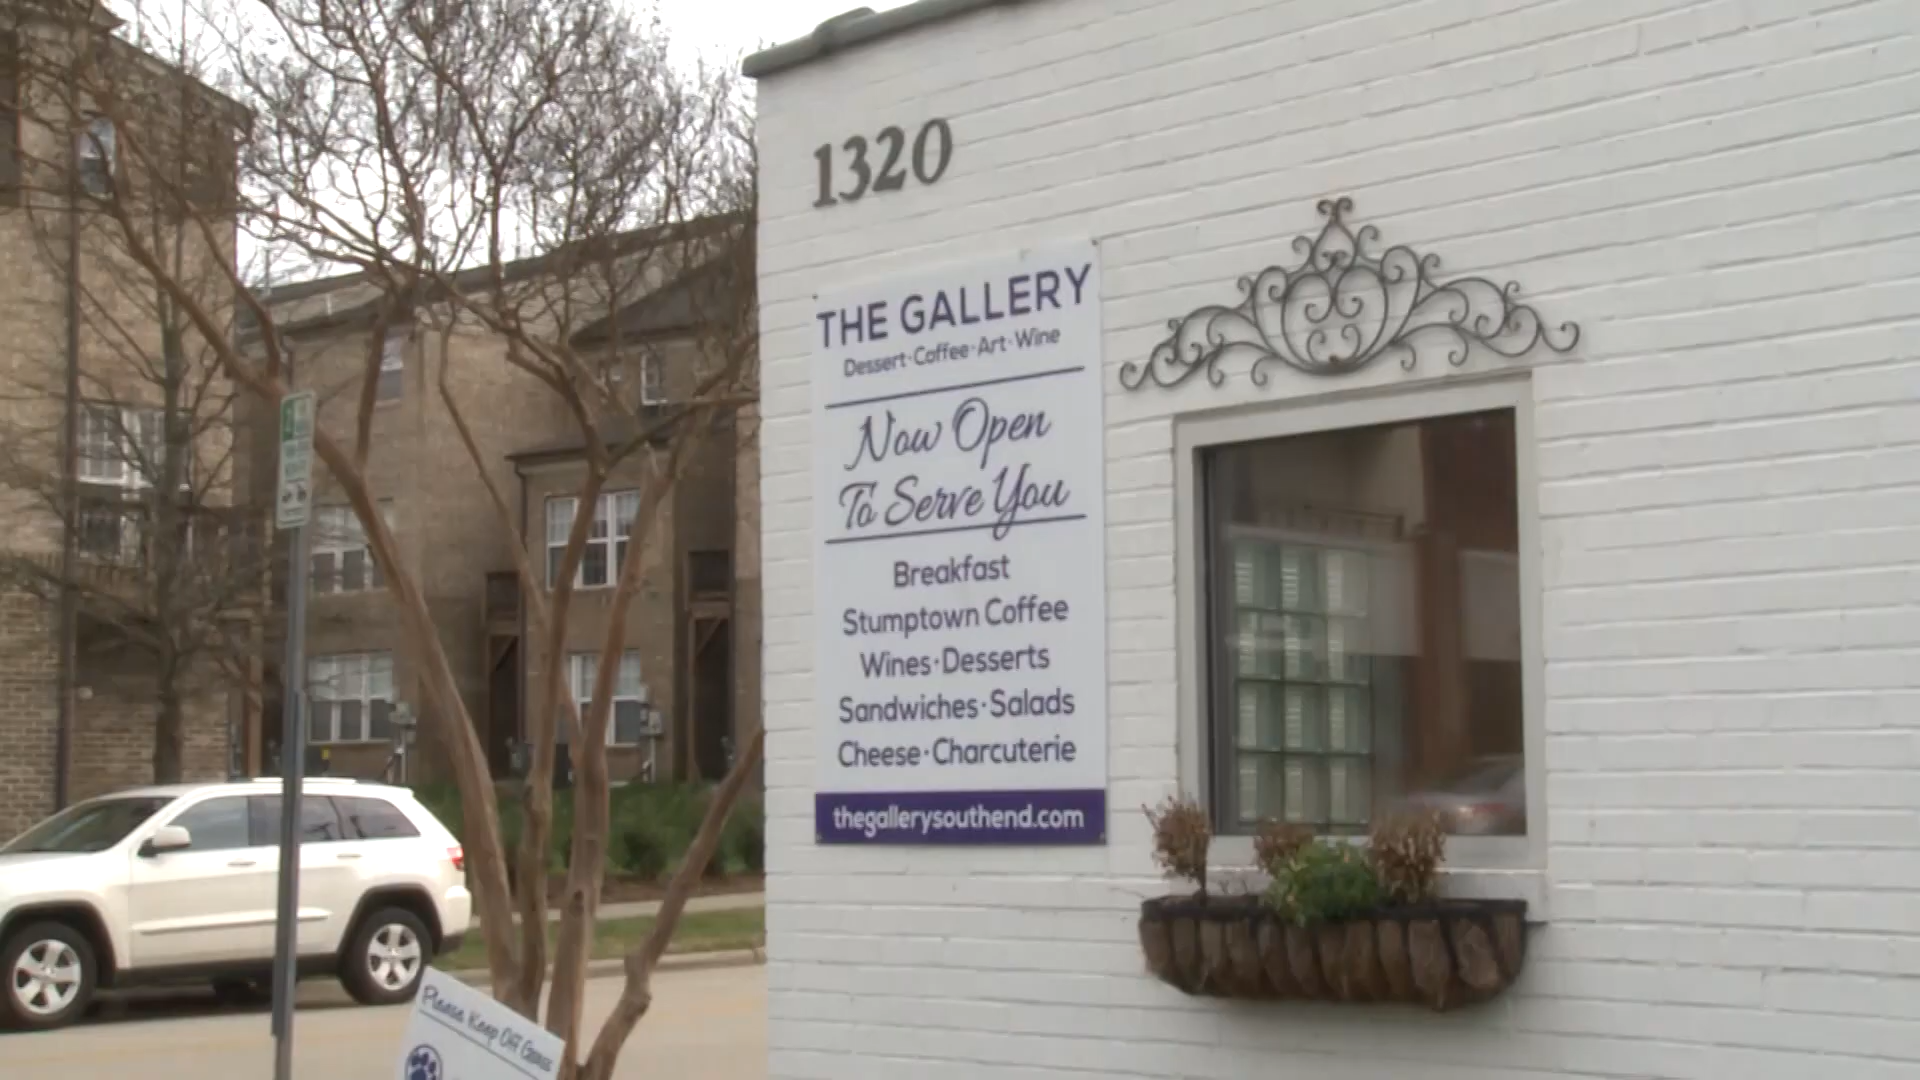 1320
THE GALLERY
Dessert·Coffee·Art·Wine
Now Open
To Serve You
Breakfast
Stumptown Coffee
Wines·Desserts
Sandwiches·Salads
Cheese·Charcuterie
thegallerysouthend.com
Please Keep Off Grass